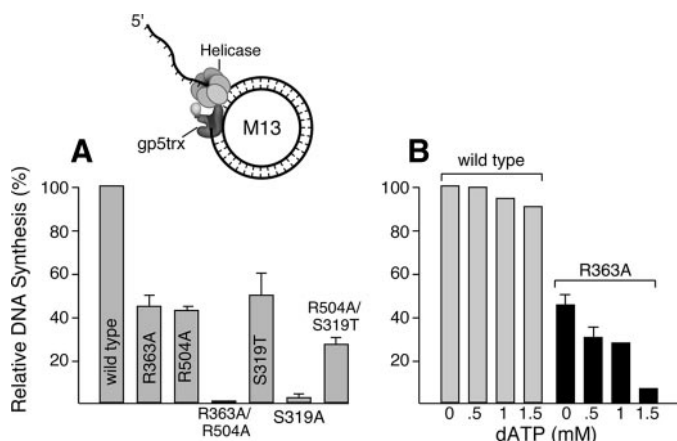 5'
Helicase
gp5trx
M13
A
Relative DNA Synthesis (%)
100
80
60
40
20
wild type
R363A
R504A
R363A/
R504A
S319T
S319A
R504A/
S319T
B
wild type
100
80
60
40
20
R363A
0 .5 1 1.5 0 .5 1 1.5
dATP (mM)